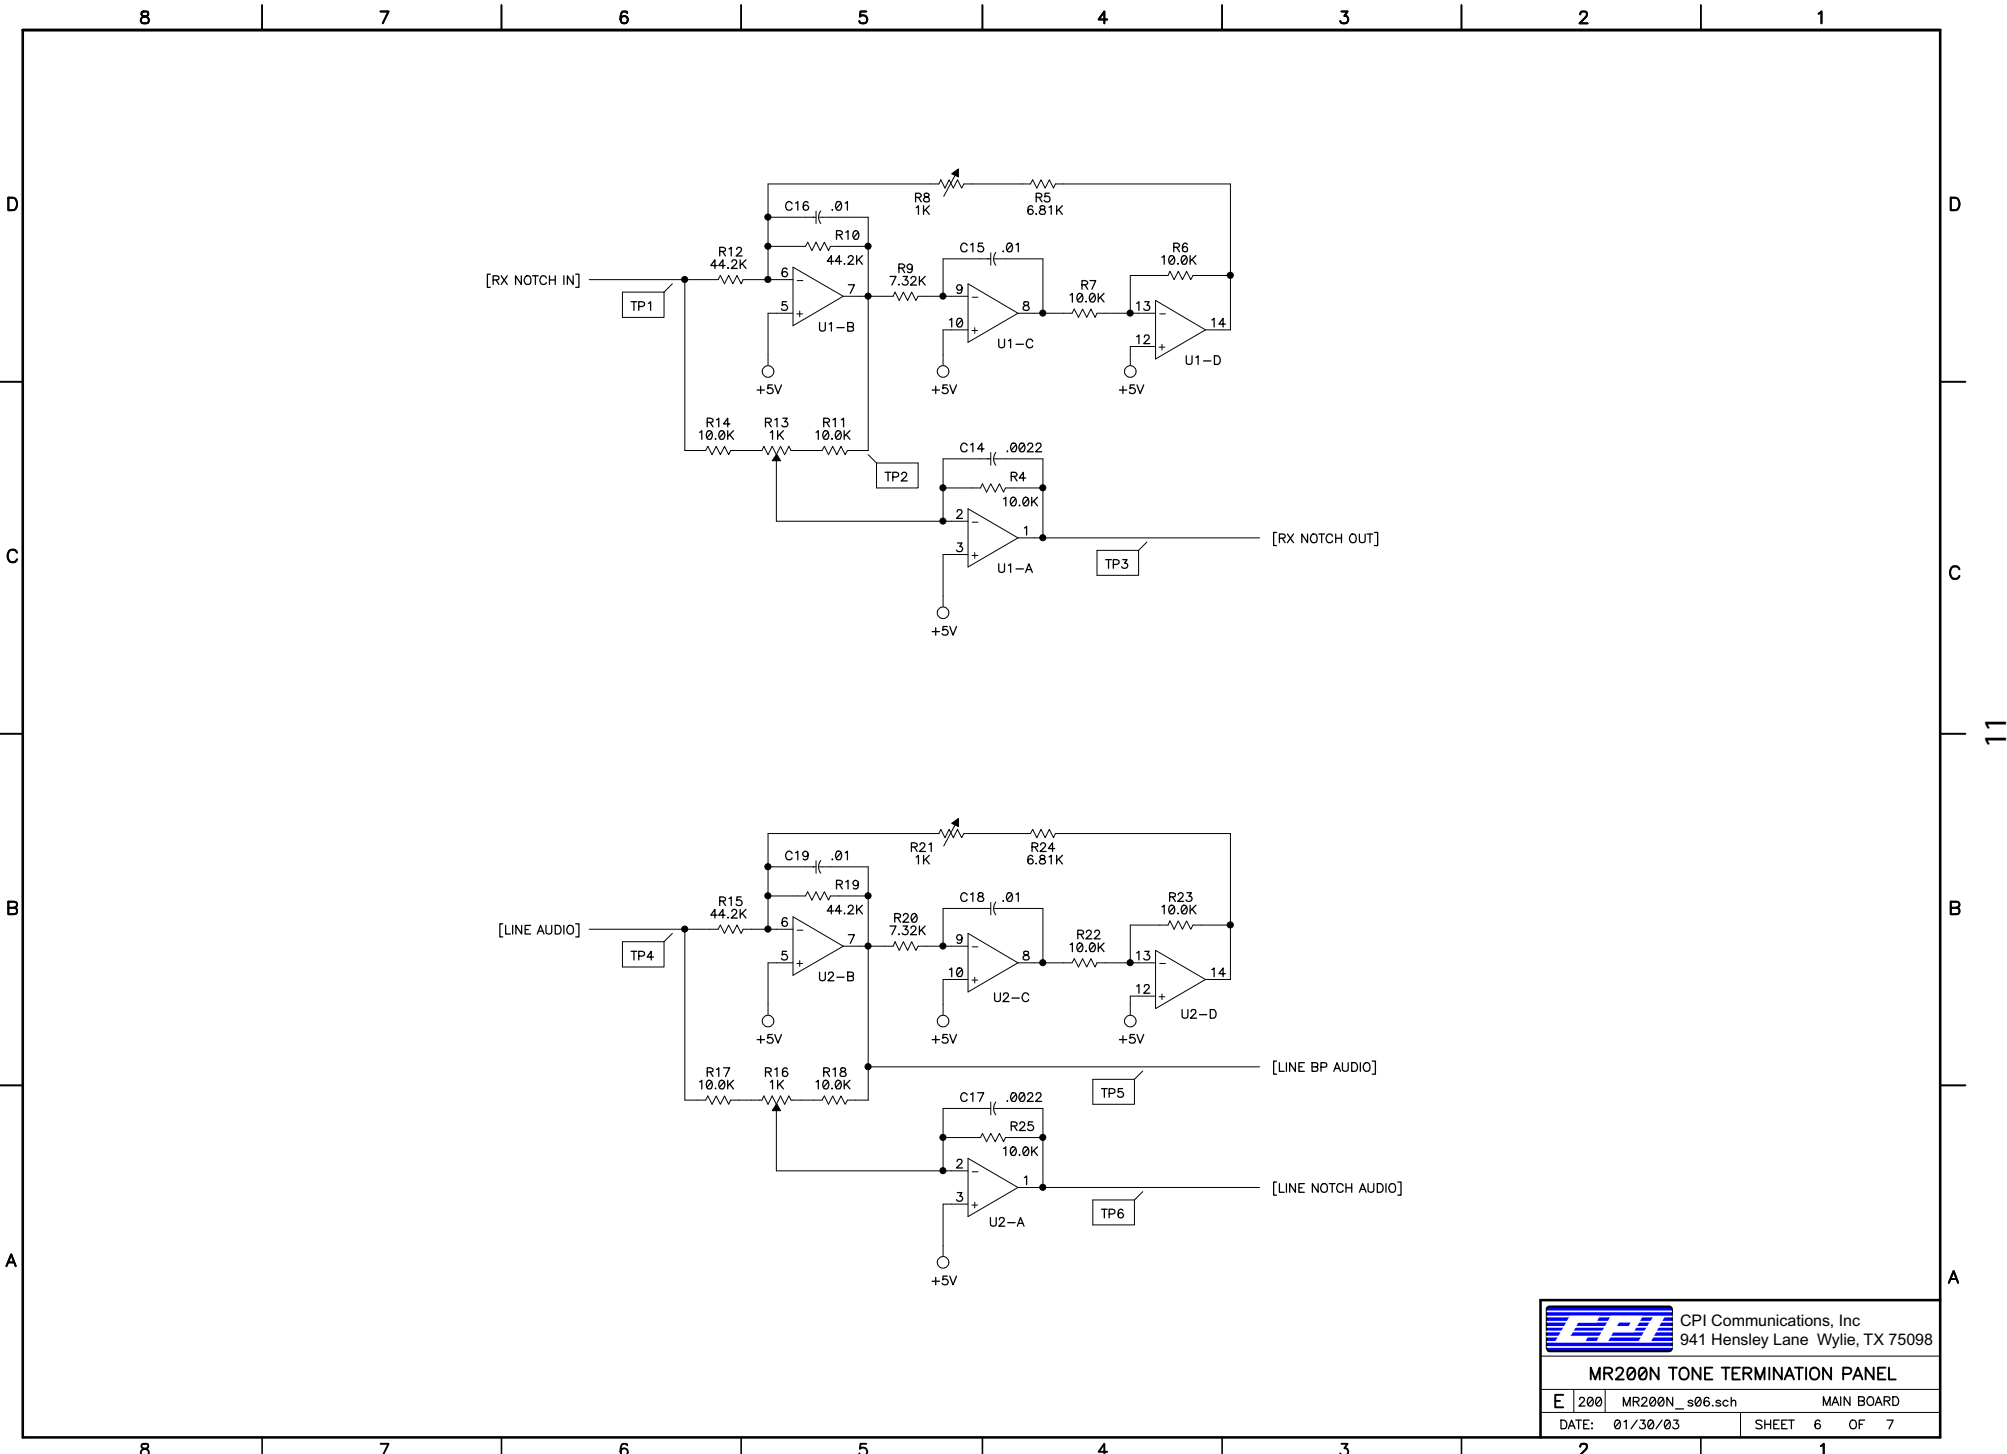 8 7 6 5 4 3 2 1
D
D
R8
1K
R5
6.81K
C16 .01
R10
44.2K
R12
44.2K
[RX NOTCH IN]
TP1
6
5
7
U1-B
+5V
R9
7.32K
C15 .01
9
10
8
U1-C
+5V
R7
10.0K
R6
10.0K
13
12
14
U1-D
+5V
R14
10.0K
R13
1K
R11
10.0K
TP2
C14 .0022
R4
10.0K
2
3
1
U1-A
+5V
TP3
[RX NOTCH OUT]
C
C
11
R21
1K
R24
6.81K
C19 .01
R19
44.2K
R15
44.2K
[LINE AUDIO]
TP4
6
5
7
U2-B
+5V
R20
7.32K
C18 .01
9
10
8
U2-C
+5V
R22
10.0K
R23
10.0K
13
12
14
U2-D
+5V
B
B
[LINE BP AUDIO]
TP5
R17
10.0K
R16
1K
R18
10.0K
C17 .0022
R25
10.0K
2
3
1
U2-A
+5V
TP6
[LINE NOTCH AUDIO]
A
A
CPI
CPI Communications, Inc
941 Hensley Lane Wylie, TX 75098
MR200N TONE TERMINATION PANEL
E 200 MR200N_s06.sch MAIN BOARD
DATE: 01/30/03 SHEET 6 OF 7
8 7 6 5 4 3 2 1